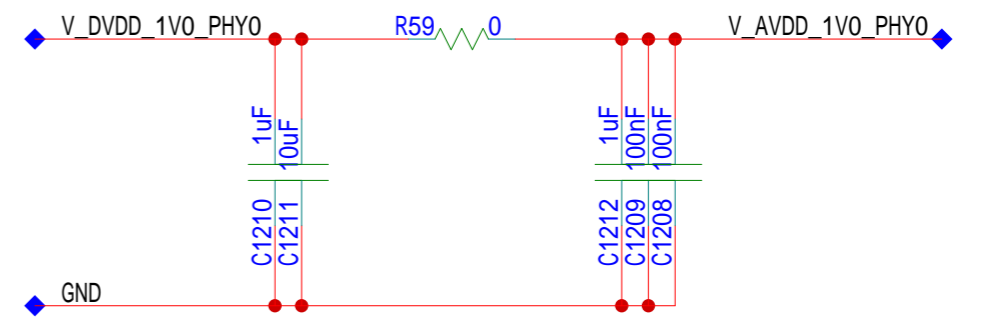 V_DVDD_1V0_PHY0
R59
0
V_AVDD_1V0_PHY0
1uF
10uF
1uF
100nF
100nF
C1210
C1211
C1212
C1209
C1208
GND